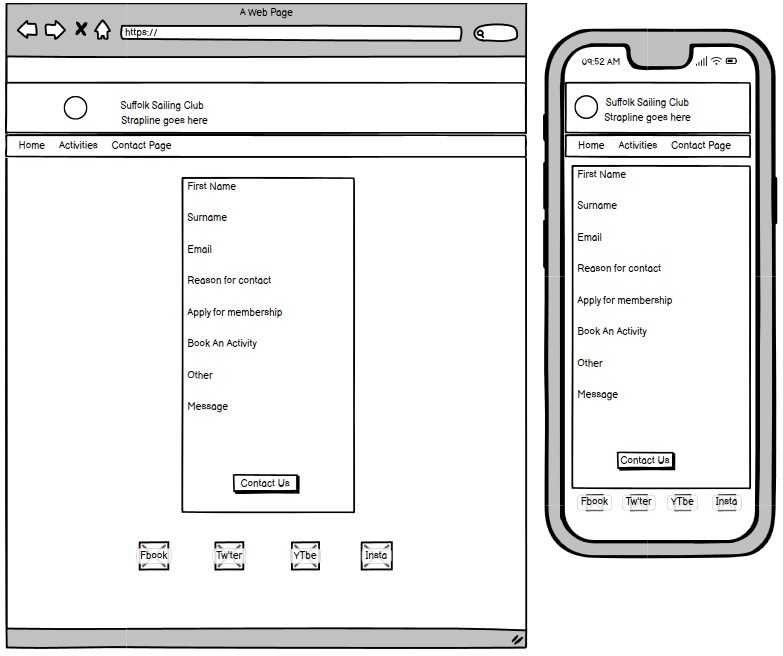 A Web Page
https://
Suffolk Sailing Club
Strapline goes here
Home Activities Contact Page
First Name
Surname
Email
Reason for contact
Apply for membership
Book An Activity
Other
Message
Contact Us
Fbook Tw'ter YTbe Insta
09:52 AM
Suffolk Sailing Club
Strapline goes here
Home Activities Contact Page
First Name
Surname
Email
Reason for contact
Apply for membership
Book An Activity
Other
Message
Contact Us
Fbook Tw'ter YTbe Insta